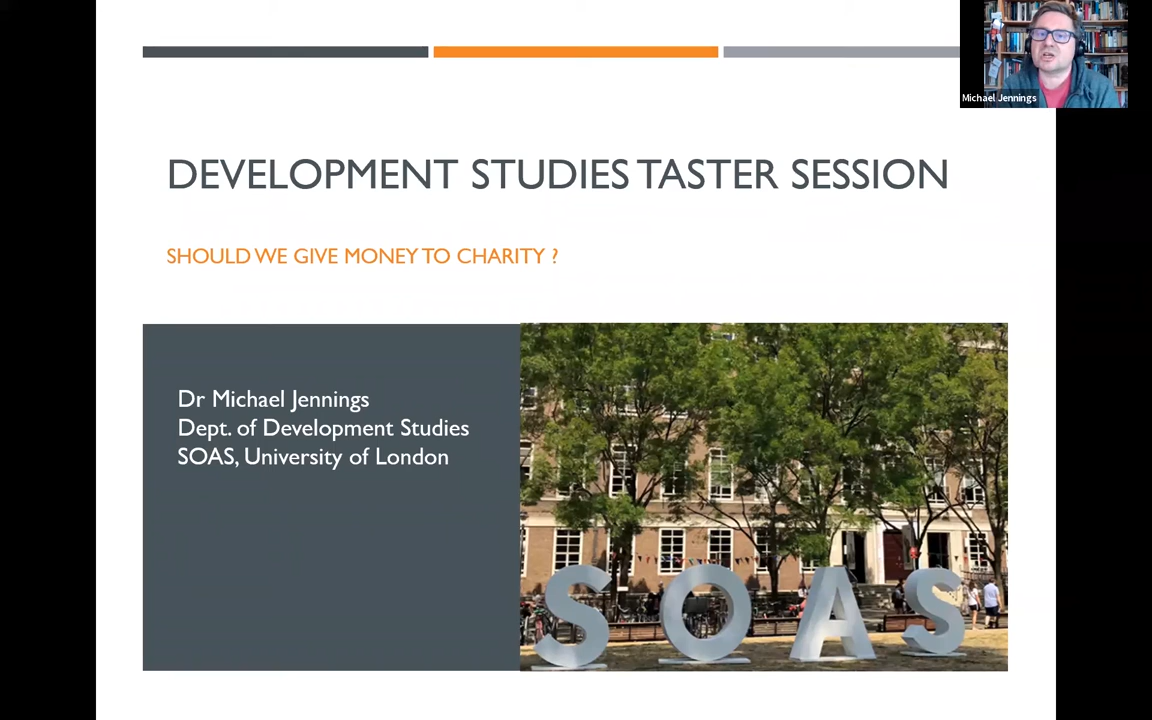 Michael Jennings
DEVELOPMENT STUDIES TASTER SESSION
SHOULD WE GIVE MONEY TO CHARITY ?
Dr Michael Jennings
Dept. of Development Studies
SOAS, University of London
SOAS